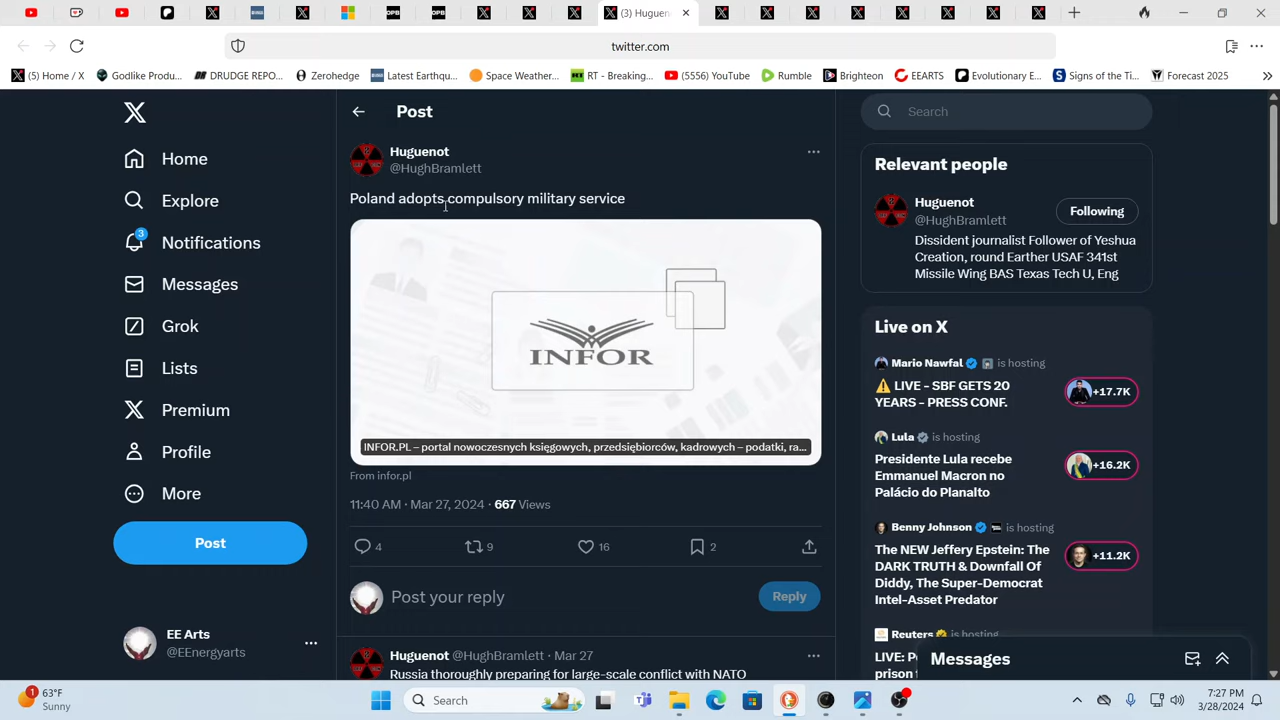 (3) Huguen
twitter.com
(5) Home / X
Godlike Produ...
DRUDGE REPO...
Zerohedge
Latest Earthqu...
Space Weather...
RT - Breaking...
(5556) YouTube
Rumble
Brighteon
EEARTS
Evolutionary E...
Signs of the Ti...
Forecast 2025
Home
Explore
3
Notifications
Messages
Grok
Lists
Premium
Profile
More
Post
EE Arts
@EEnergyarts
Post
Huguenot
@HughBramlett
Poland adopts compulsory military service
INFOR
INFOR.PL – portal nowoczesnych księgowych, przedsiębiorców, kadrowych – podatki, ra...
From infor.pl
11:40 AM · Mar 27, 2024 · 667 Views
4
9
16
2
Post your reply
Reply
Huguenot @HughBramlett · Mar 27
Russia thoroughly preparing for large-scale conflict with NATO
Search
Relevant people
Huguenot
@HughBramlett
Following
Dissident journalist Follower of Yeshua
Creation, round Earther USAF 341st
Missile Wing BAS Texas Tech U, Eng
Live on X
Mario Nawfal is hosting
⚠️ LIVE - SBF GETS 20
YEARS - PRESS CONF.
+17.7K
Lula is hosting
Presidente Lula recebe
Emmanuel Macron no
Palácio do Planalto
+16.2K
Benny Johnson is hosting
The NEW Jeffery Epstein: The
DARK TRUTH & Downfall Of
Diddy, The Super-Democrat
Intel-Asset Predator
+11.2K
Reuters is hosting
LIVE:
prison
Messages
1
63°F
Sunny
Search
7:27 PM
3/28/2024